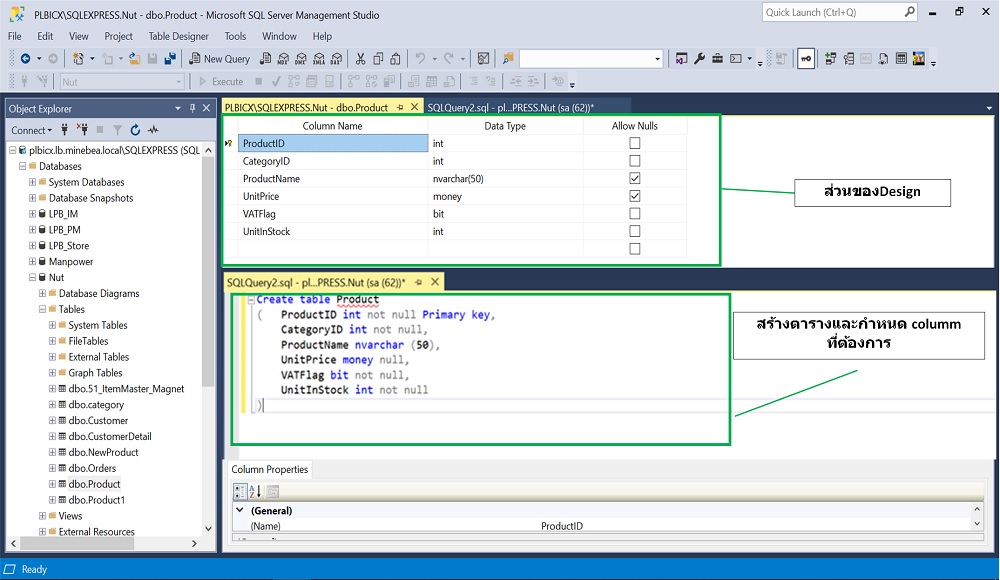 PLBICX\SQLEXPRESS.Nut - dbo.Product - Microsoft SQL Server Management Studio
Quick Launch (Ctrl+Q)
File Edit View Project Table Designer Tools Window Help
New Query
Nut
Execute
Object Explorer
Connect
plbicx.lb.minebea.local\SQLEXPRESS (SQL
Databases
System Databases
Database Snapshots
LPB_IM
LPB_PM
LPB_Store
Manpower
Nut
Database Diagrams
Tables
System Tables
FileTables
External Tables
Graph Tables
dbo.51_ItemMaster_Magnet
dbo.category
dbo.Customer
dbo.CustomerDetail
dbo.NewProduct
dbo.Orders
dbo.Product
dbo.Product1
Views
External Resources
PLBICX\SQLEXPRESS.Nut - dbo.Product
SQLQuery2.sql - pl...PRESS.Nut (sa (62))*
Column Name Data Type Allow Nulls
ProductID int
CategoryID int
ProductName nvarchar(50)
UnitPrice money
VATFlag bit
UnitInStock int
ส่วนของDesign
SQLQuery2.sql - pl...PRESS.Nut (sa (62))*
Create table Product
( ProductID int not null Primary key,
CategoryID int not null,
ProductName nvarchar (50),
UnitPrice money null,
VATFlag bit not null,
UnitInStock int not null
)
สร้างตารางและกำหนด columm
ที่ต้องการ
Column Properties
(General)
(Name) ProductID
Ready